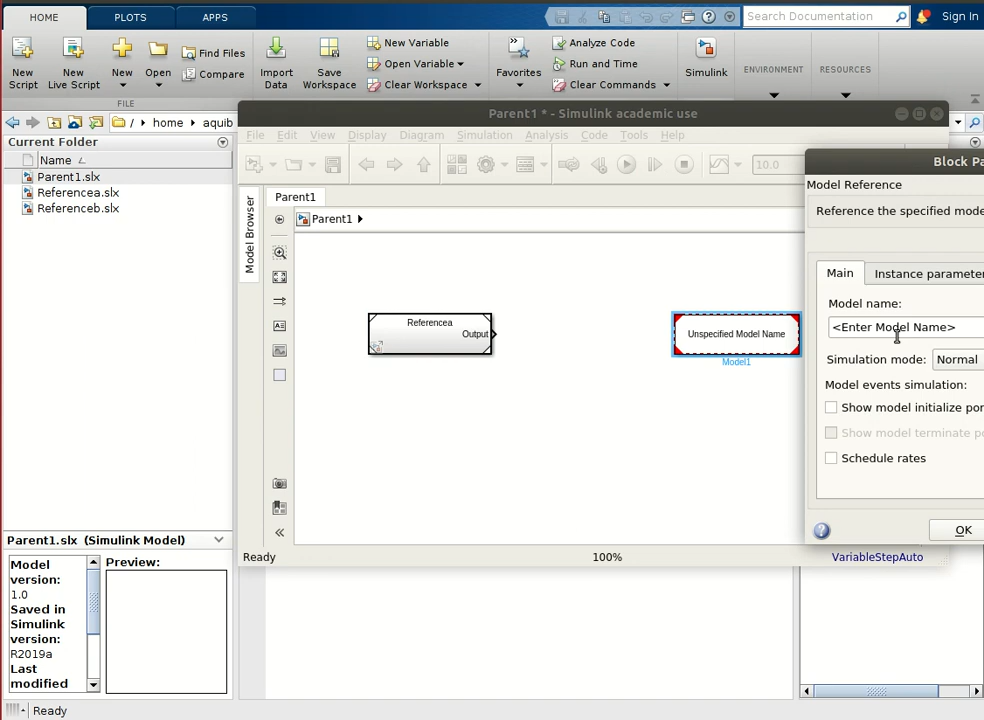 HOME PLOTS APPS
Search Documentation Sign In
New Script
New Live Script
New
Open
Find Files
Compare
Import Data
Save Workspace
New Variable
Open Variable
Clear Workspace
Favorites
Analyze Code
Run and Time
Clear Commands
Simulink
ENVIRONMENT
RESOURCES
FILE
/ home aquib
Current Folder
Name
Parent1.slx
Referencea.slx
Referenceb.slx
Parent1 * - Simulink academic use
File Edit View Display Diagram Simulation Analysis Code Tools Help
10.0
Parent1
Model Browser
Parent1
Referencea
Output
Unspecified Model Name
Model1
Ready 100% VariableStepAuto
Block Pa
Model Reference
Reference the specified mode
Main Instance parameter
Model name:
<Enter Model Name>
Simulation mode: Normal
Model events simulation:
Show model initialize por
Show model terminate po
Schedule rates
OK
Parent1.slx (Simulink Model)
Model version:
1.0
Saved in Simulink version:
R2019a
Last modified
Preview:
Ready